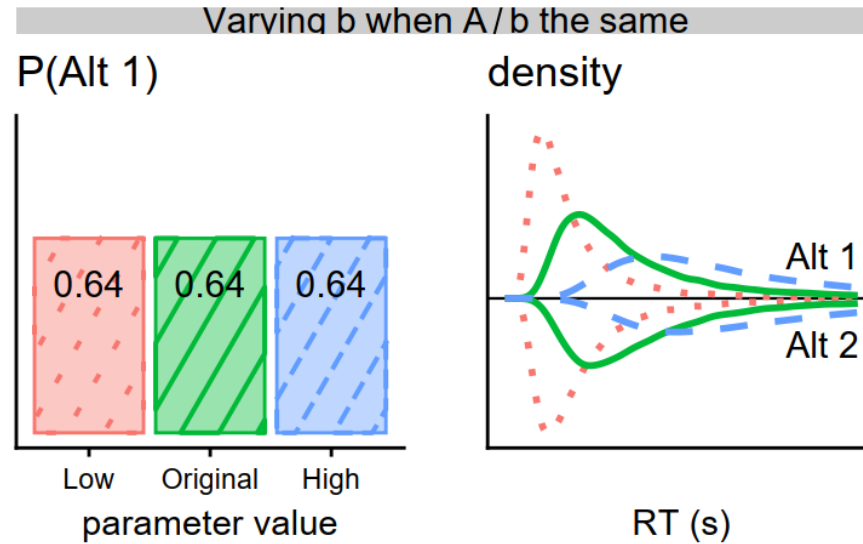 Varying b when A / b the same
P(Alt 1)
density
0.64
0.64
0.64
Alt 1
Alt 2
Low
Original
High
parameter value
RT (s)